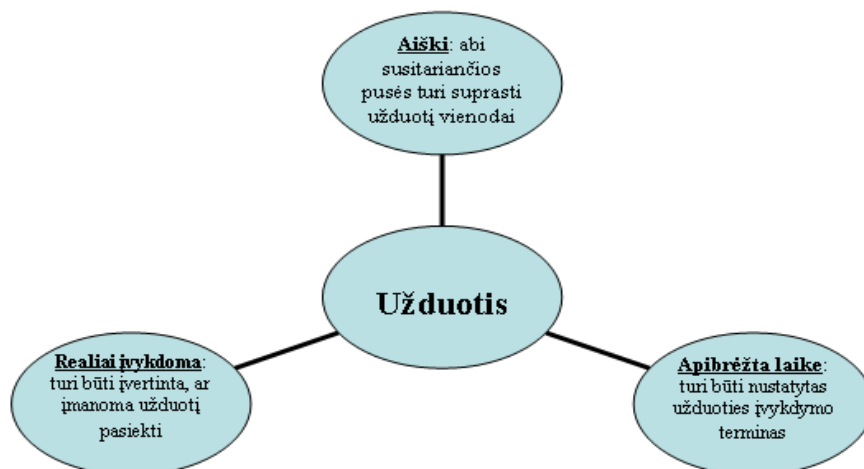 Aiški: abi
susitariančios
pusės turi suprasti
užduotį vienodai
Užduotis
Realiai įvykdoma:
turi būti įvertinta, ar
įmanoma užduotį
pasiekti
Apibrėžta laike:
turi būti nustatytas
užduoties įvykdymo
terminas